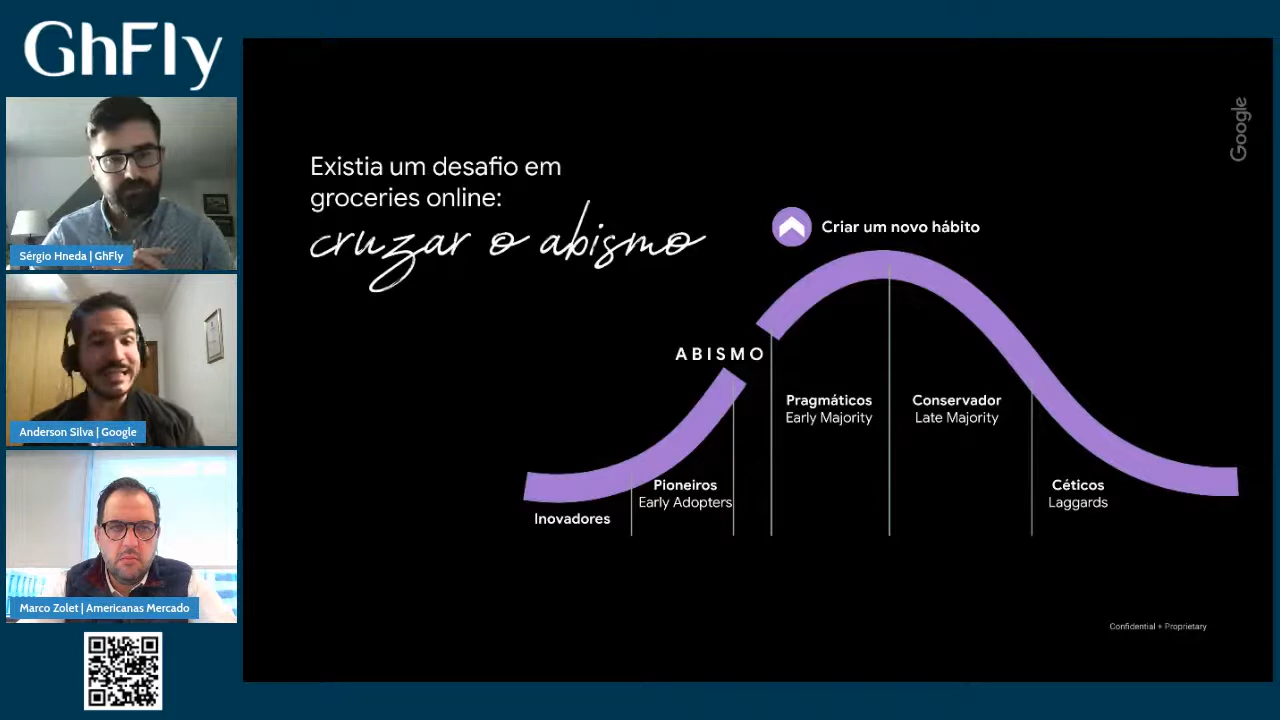 GhFly
Sérgio Hneda | GhFly
Anderson Silva | Google
Marco Zolet | Americanas Mercado
Google
Existia um desafio em
groceries online:
cruzar o abismo
Criar um novo hábito
ABISMO
Pragmáticos
Early Majority
Conservador
Late Majority
Pioneiros
Early Adopters
Céticos
Laggards
Inovadores
Confidential + Proprietary